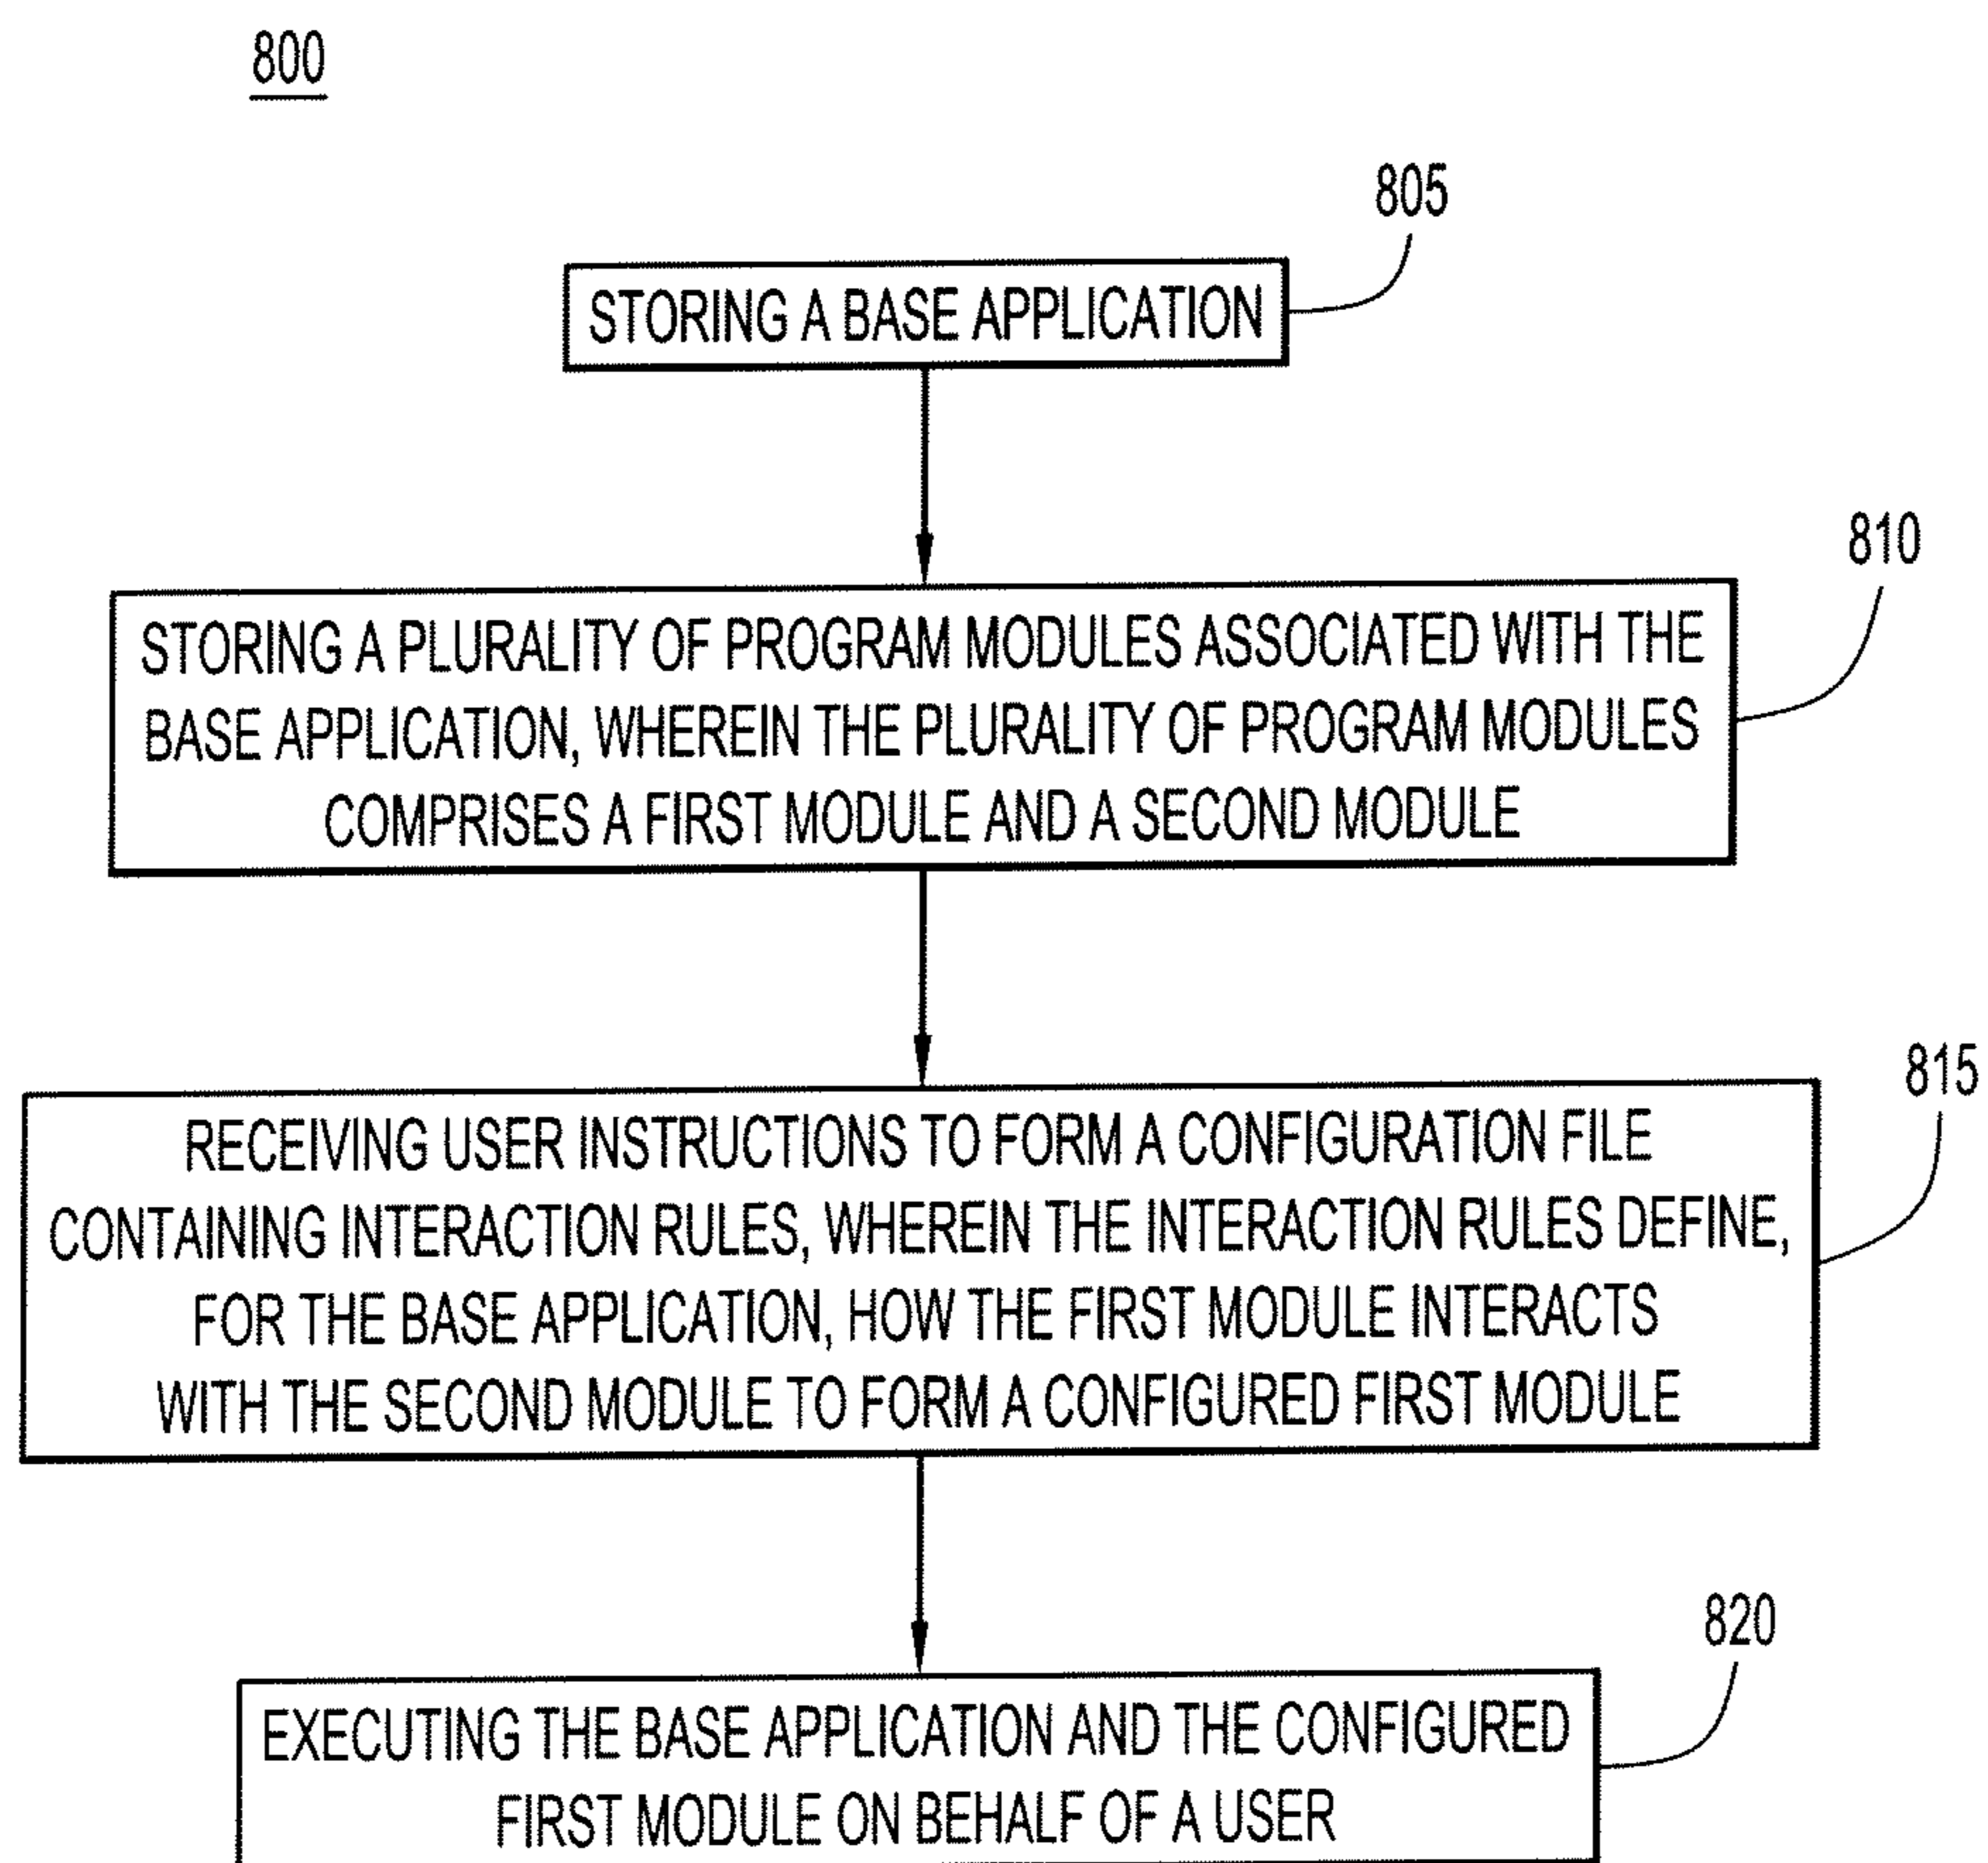 800
805
STORING A BASE APPLICATION
810
STORING A PLURALITY OF PROGRAM MODULES ASSOCIATED WITH THE
BASE APPLICATION, WHEREIN THE PLURALITY OF PROGRAM MODULES
COMPRISES A FIRST MODULE AND A SECOND MODULE
815
RECEIVING USER INSTRUCTIONS TO FORM A CONFIGURATION FILE
CONTAINING INTERACTION RULES, WHEREIN THE INTERACTION RULES DEFINE,
FOR THE BASE APPLICATION, HOW THE FIRST MODULE INTERACTS
WITH THE SECOND MODULE TO FORM A CONFIGURED FIRST MODULE
820
EXECUTING THE BASE APPLICATION AND THE CONFIGURED
FIRST MODULE ON BEHALF OF A USER